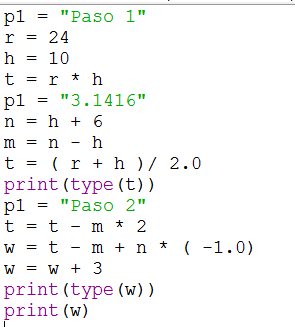 p1 = "Paso 1"
r = 24
h = 10
t = r * h
p1 = "3.1416"
n = h + 6
m = n - h
t = ( r + h )/ 2.0
print(type(t))
p1 = "Paso 2"
t = t - m * 2
w = t - m + n * ( -1.0)
w = w + 3
print(type(w))
print(w)